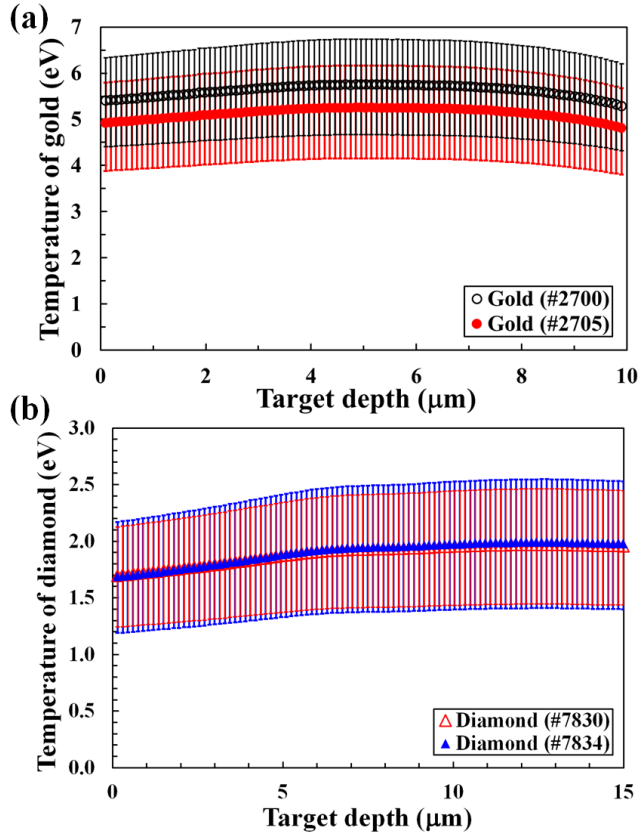 (a)
Temperature of gold (eV)
7
6
5
4
3
2
1
0
Gold (#2700)
Gold (#2705)
0 2 4 6 8 10
Target depth (μm)
(b)
Temperature of diamond (eV)
3.0
2.5
2.0
1.5
1.0
0.5
0.0
Diamond (#7830)
Diamond (#7834)
0 5 10 15
Target depth (μm)